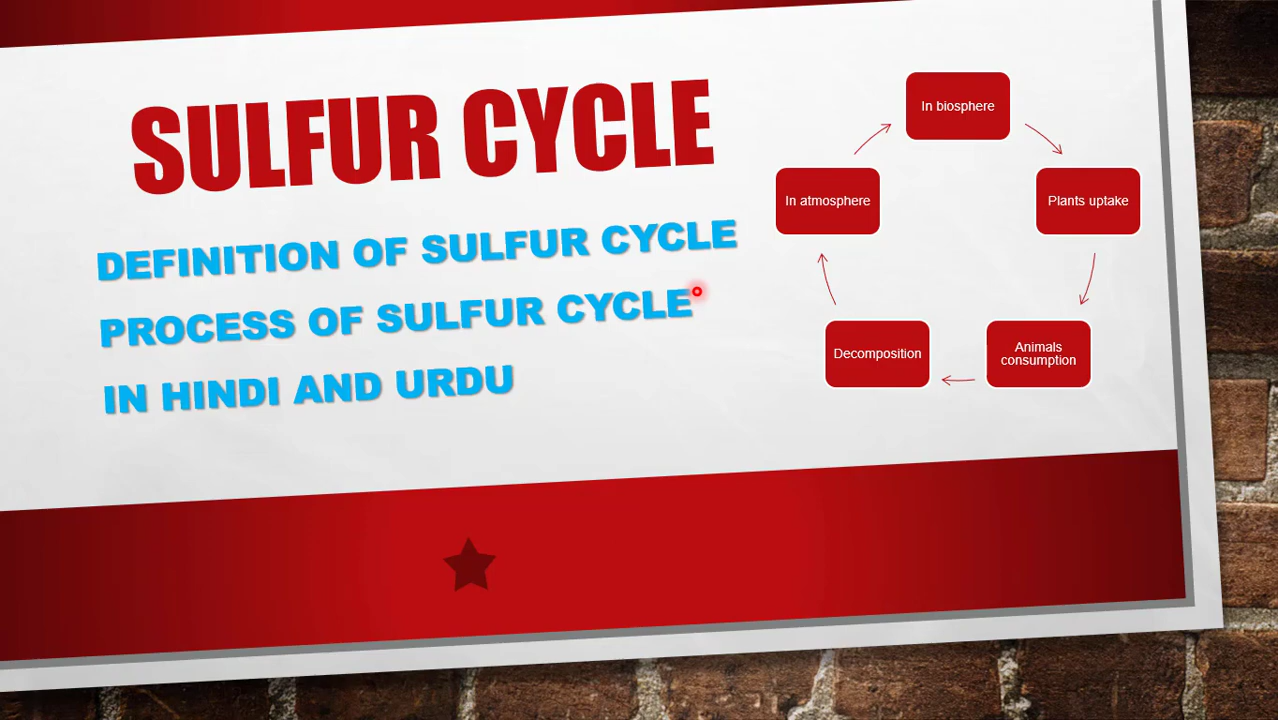 SULFUR CYCLE
DEFINITION OF SULFUR CYCLE
PROCESS OF SULFUR CYCLE
IN HINDI AND URDU
In biosphere
Plants uptake
Animals
consumption
Decomposition
In atmosphere